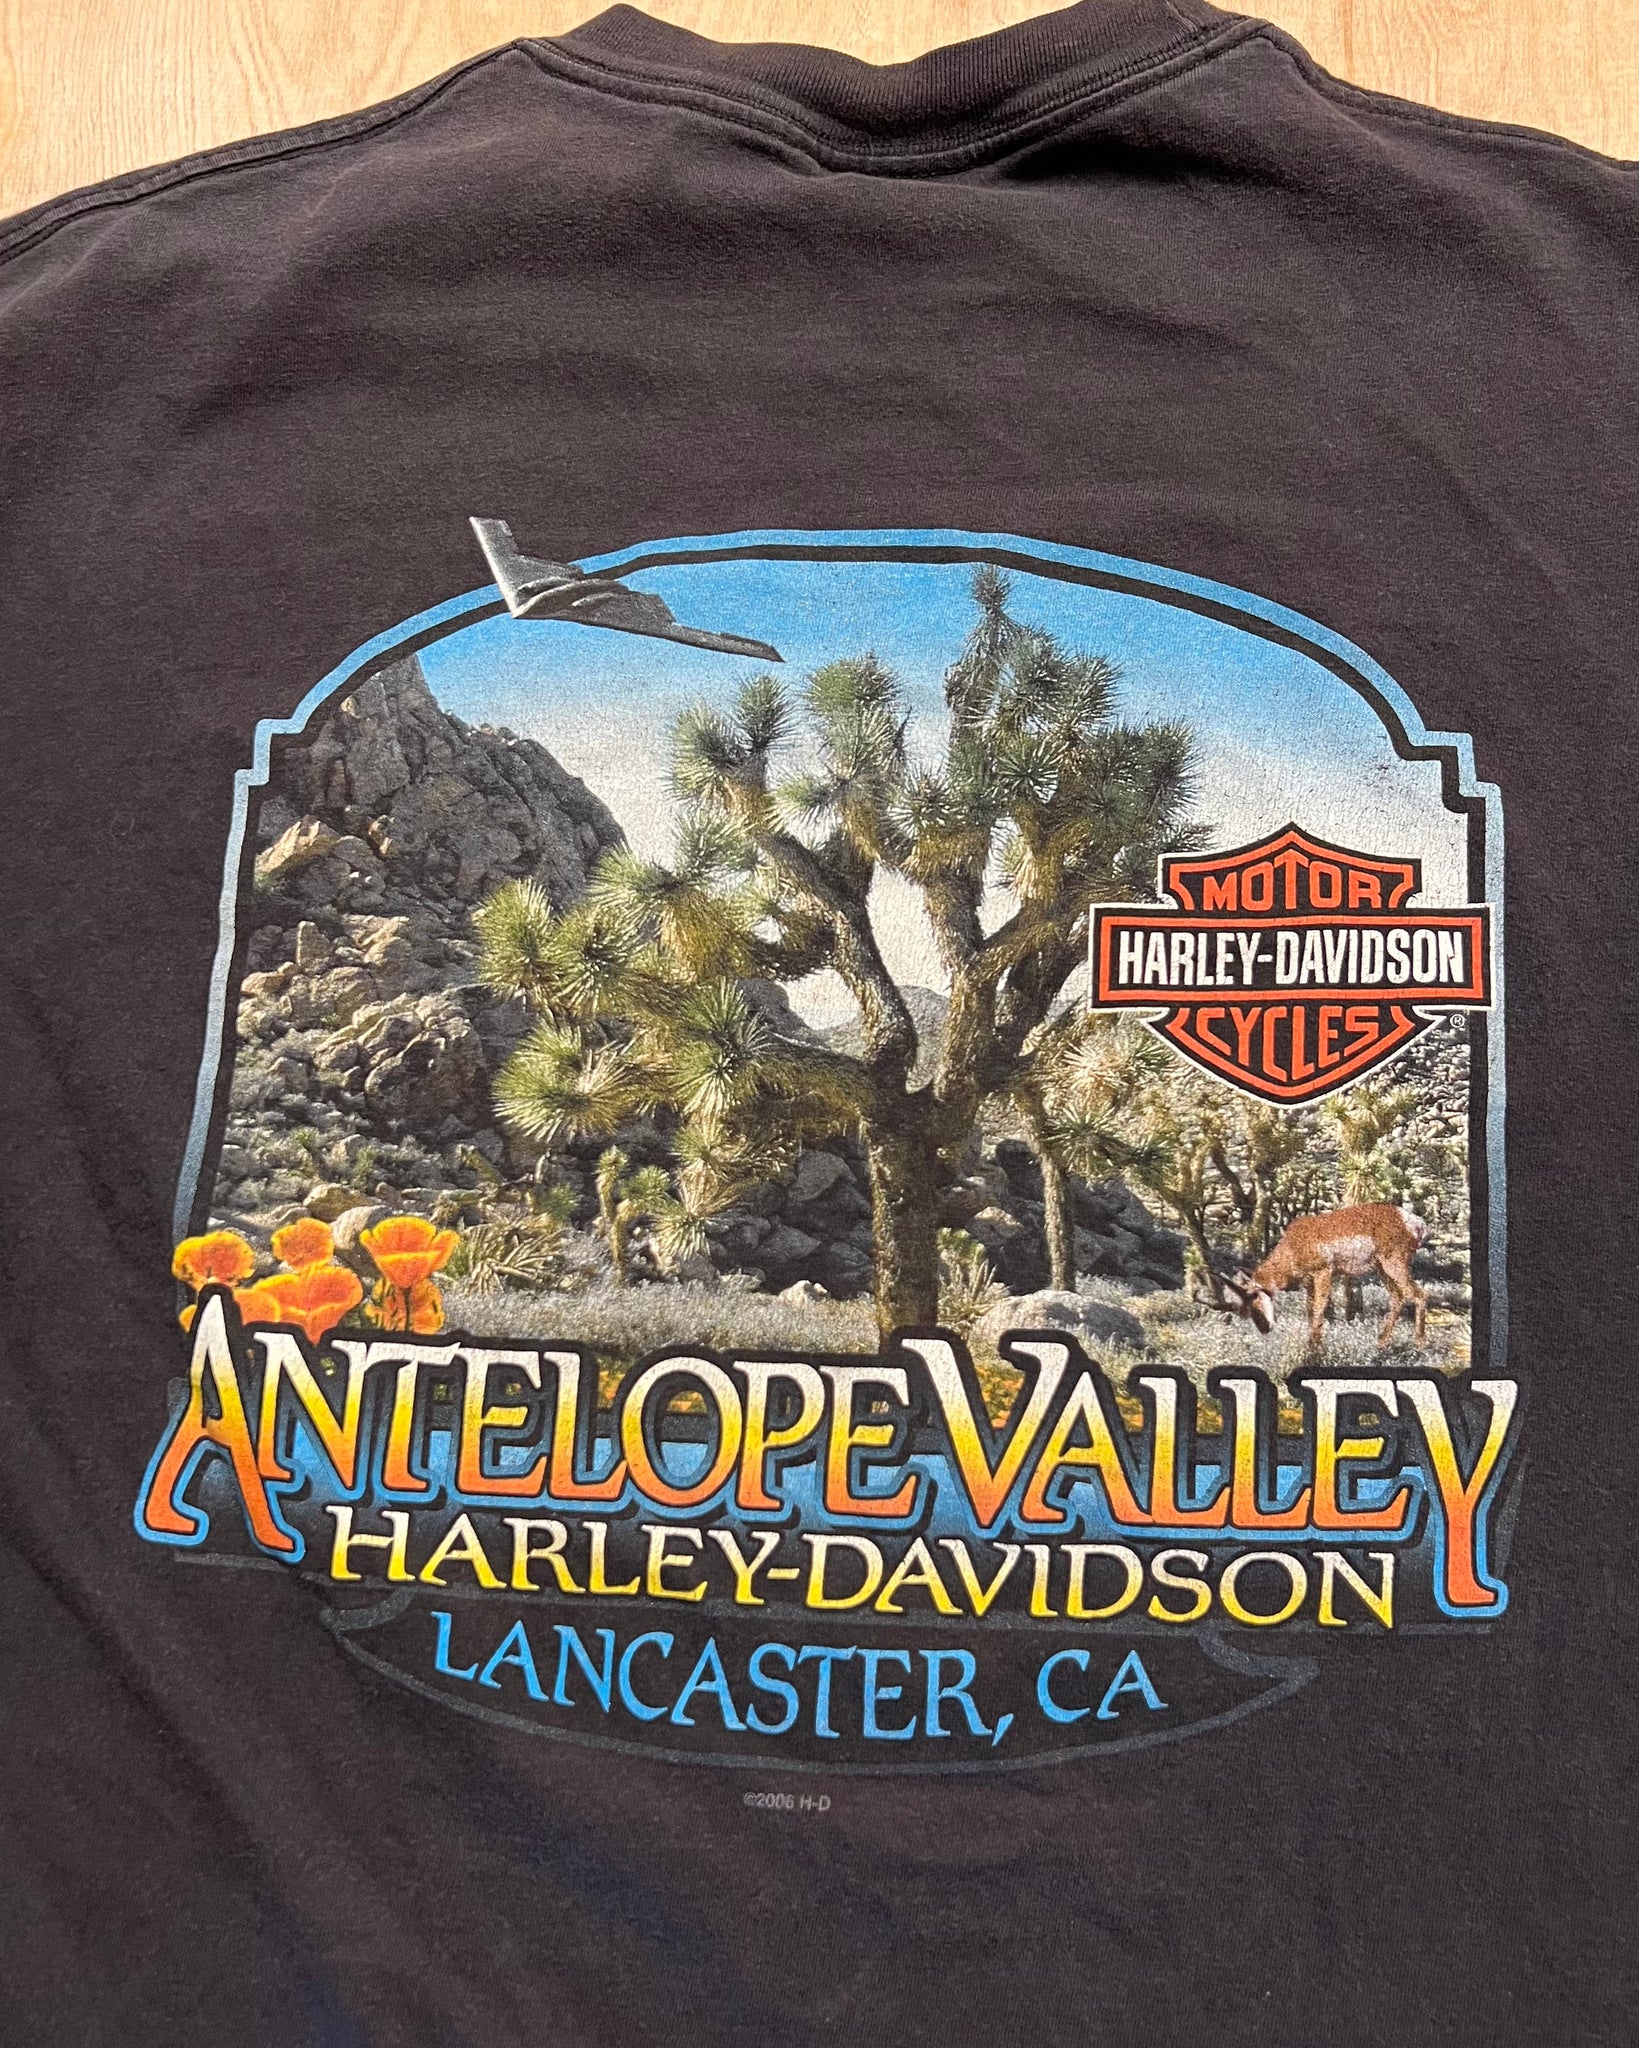 MOTOR
HARLEY-DAVIDSON
CYCLES
®
ANTELOPE VALLEY
HARLEY-DAVIDSON
LANCASTER, CA
©2006 H-D